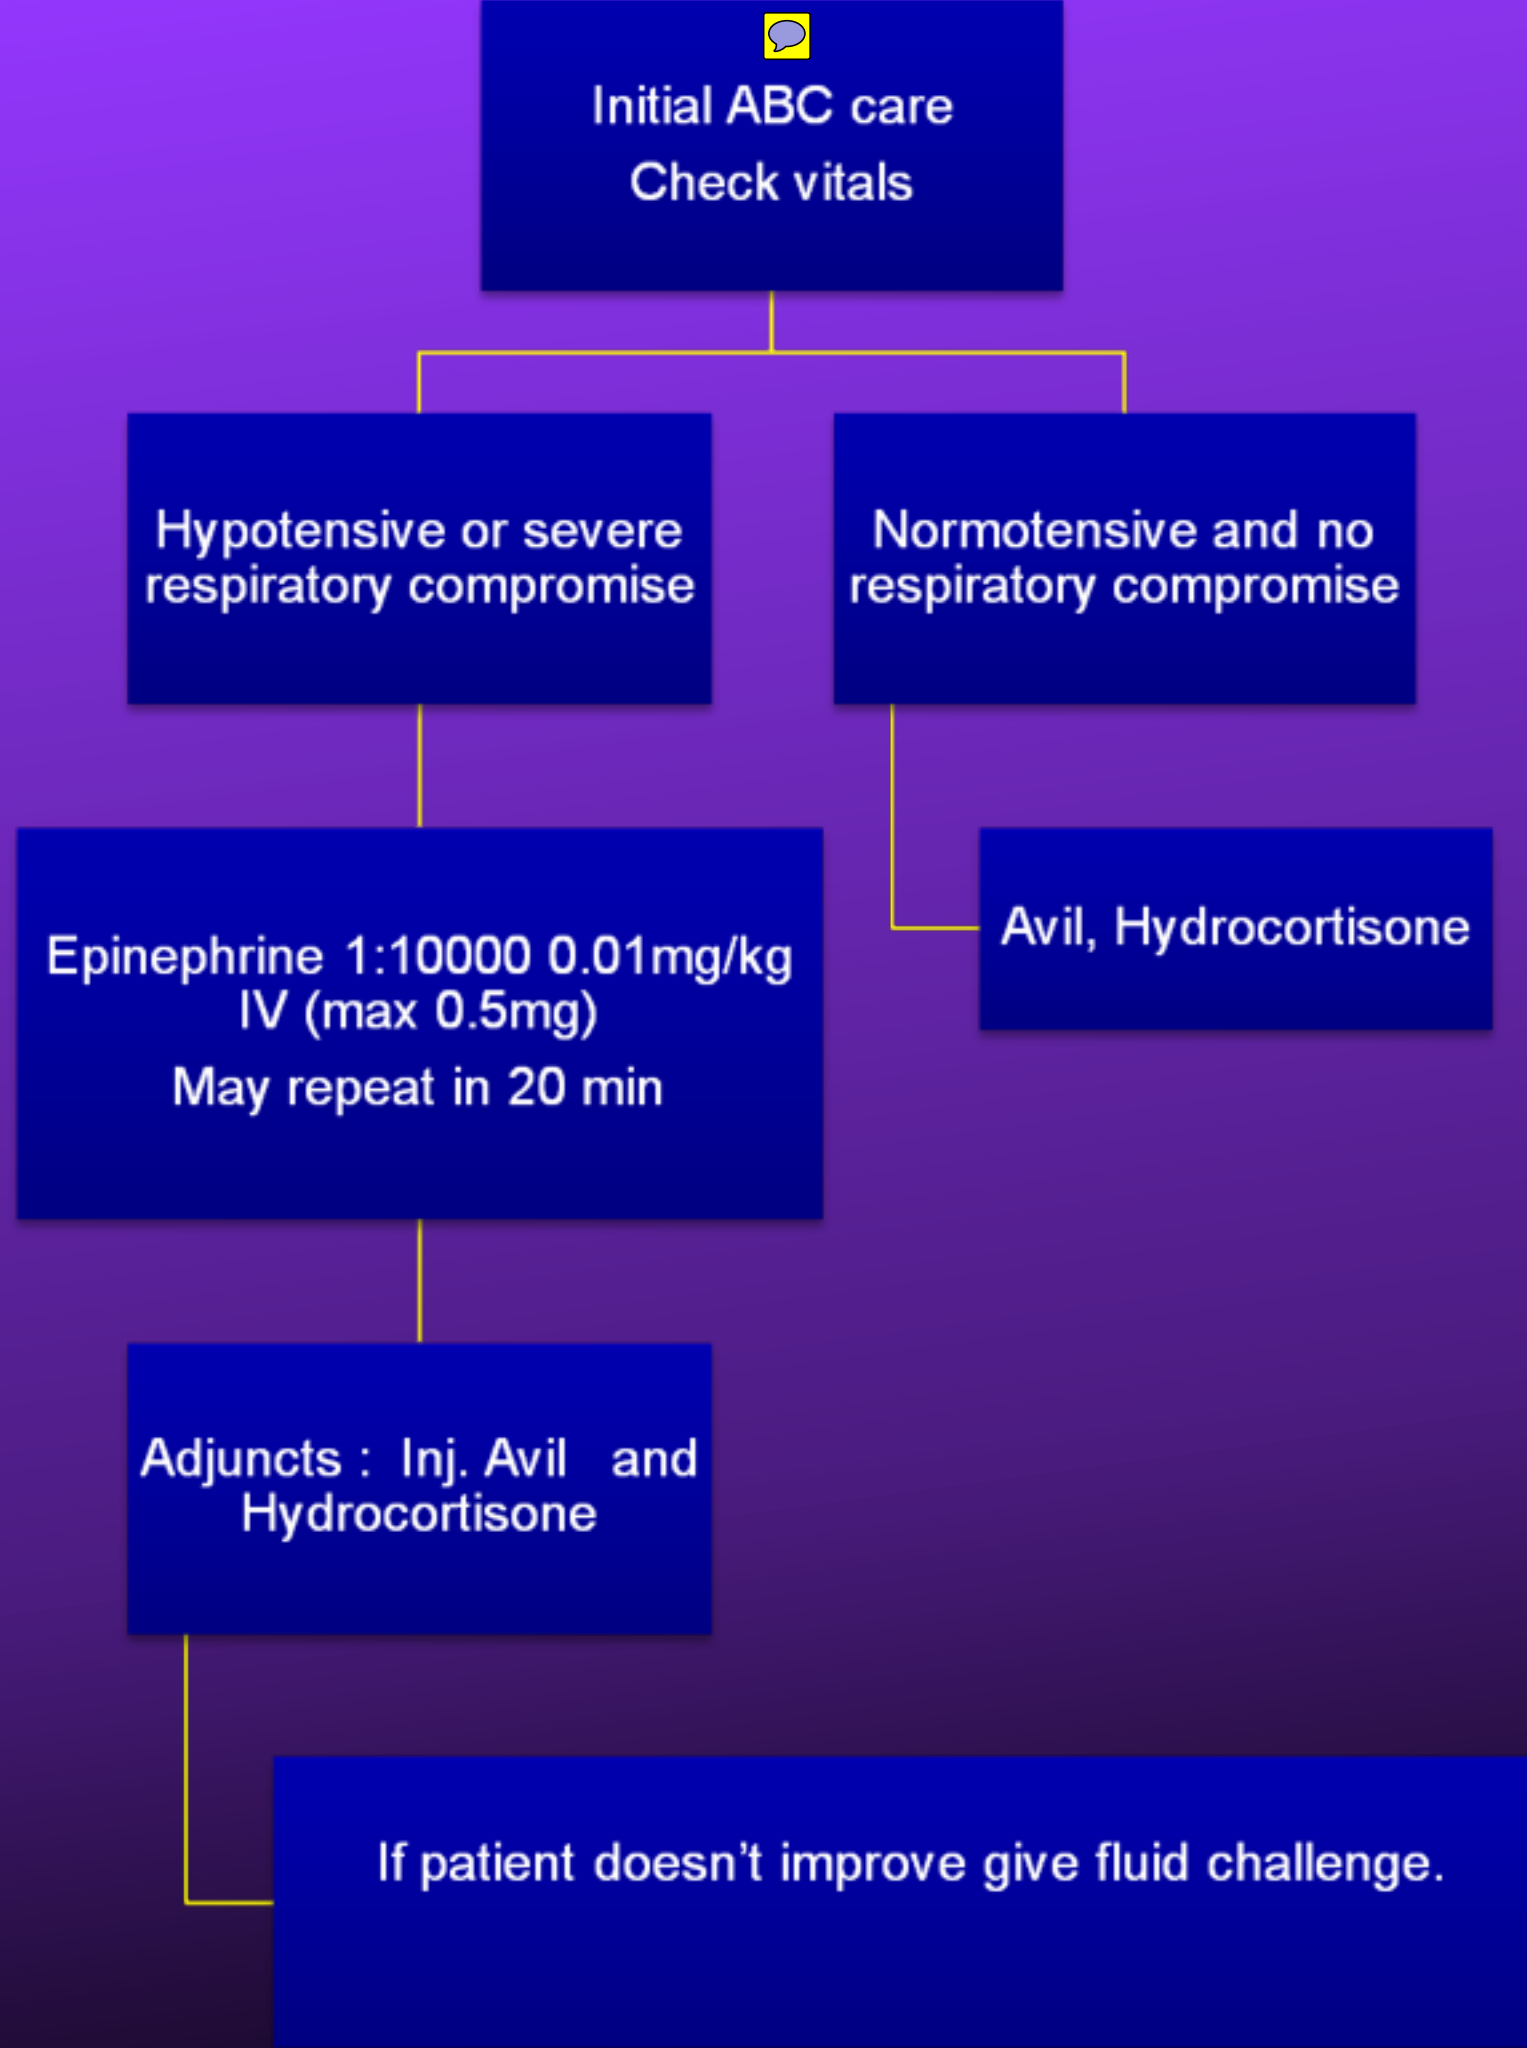 Initial ABC care
Check vitals
Hypotensive or severe
respiratory compromise
Normotensive and no
respiratory compromise
Epinephrine 1:10000 0.01mg/kg
IV (max 0.5mg)
May repeat in 20 min
Avil, Hydrocortisone
Adjuncts :  Inj. Avil   and
Hydrocortisone
If patient doesn’t improve give fluid challenge.